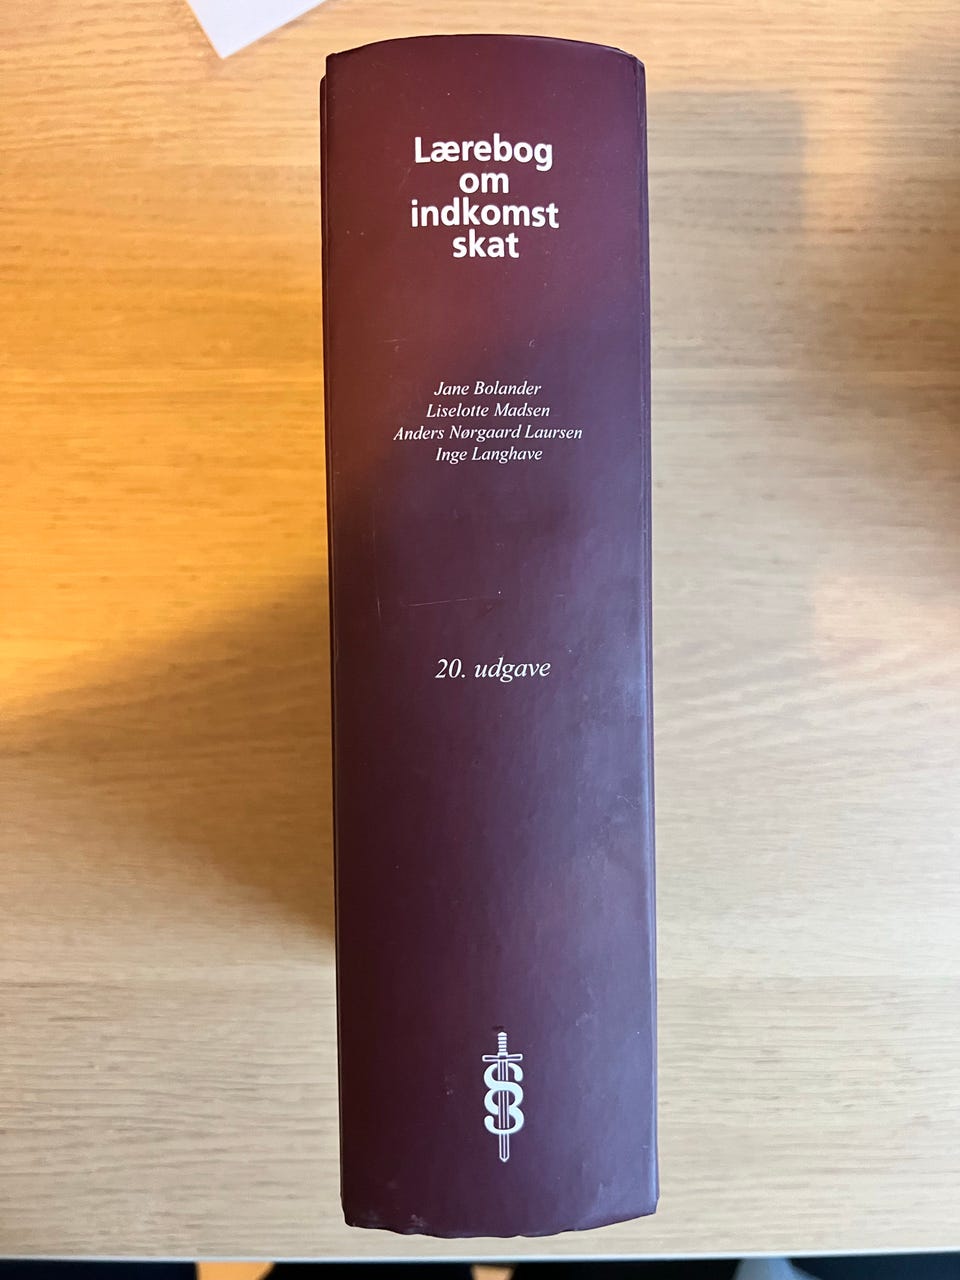 Lærebog
om
indkomst
skat
Jane Bolander
Liselotte Madsen
Anders Nørgaard Laursen
Inge Langhave
20. udgave